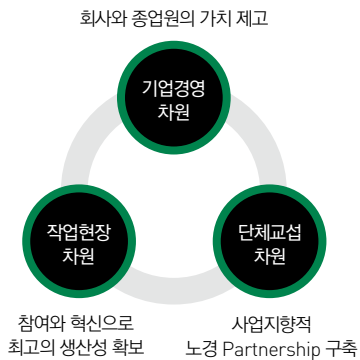 회사와 종업원의 가치 제고
기업경영
차원
작업현장
차원
단체교섭
차원
참여와 혁신으로
최고의 생산성 확보
사업지향적
노경 Partnership 구축